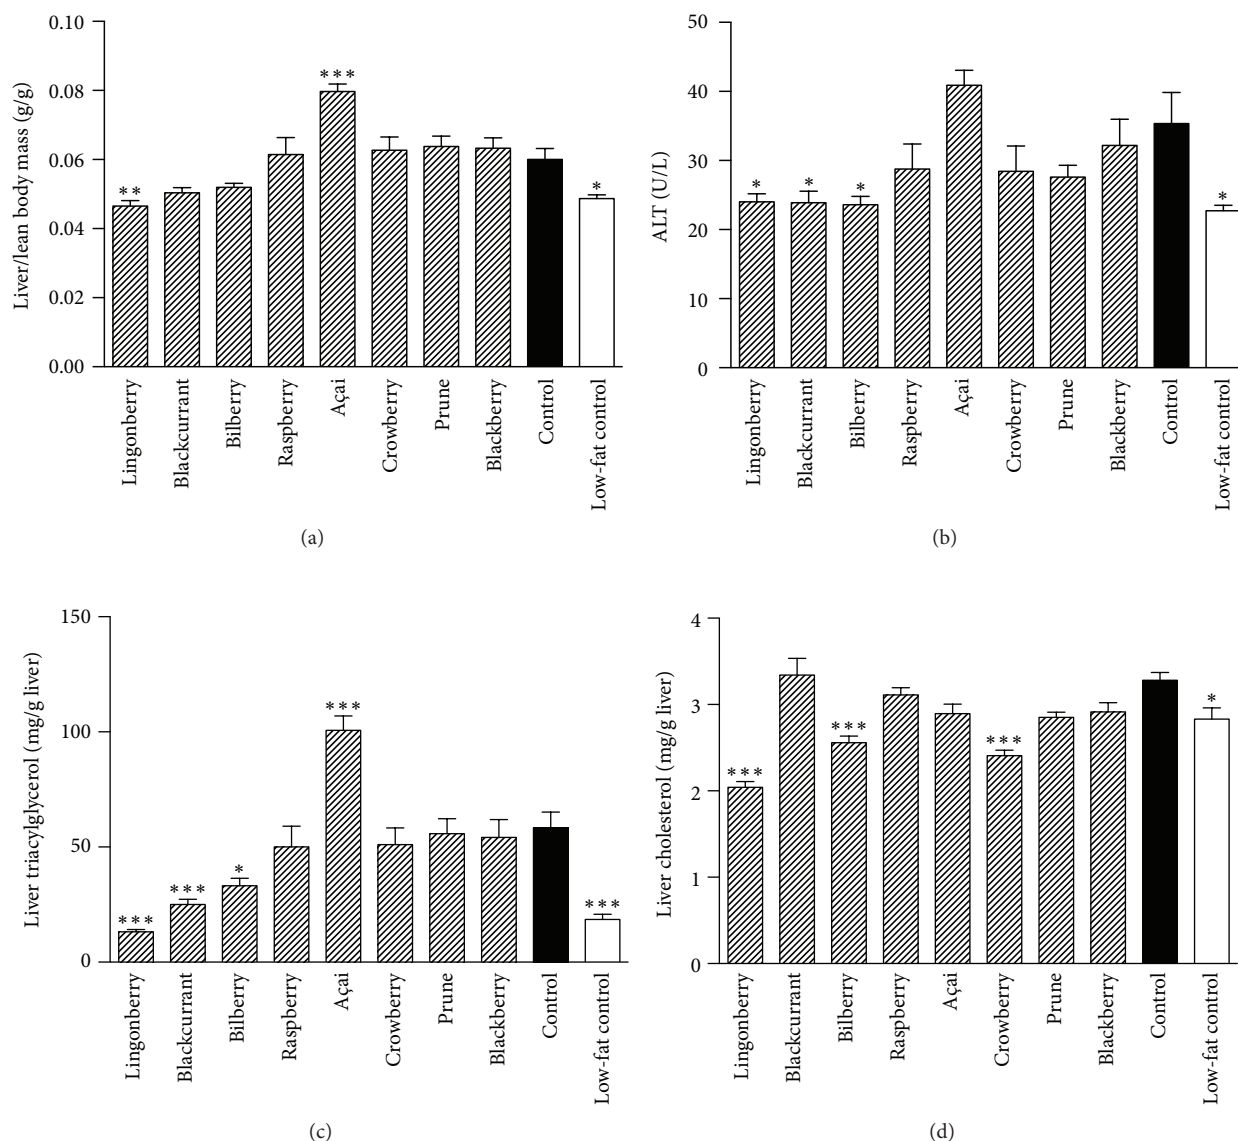 Liver/lean body mass (g/g)
0.10
0.08
0.06
0.04
0.02
0.00
**
***
*
Lingonberry
Blackcurrant
Bilberry
Raspberry
Açai
Crowberry
Prune
Blackberry
Control
Low-fat control
(a)
ALT (U/L)
50
40
30
20
10
0
*
*
*
*
Lingonberry
Blackcurrant
Bilberry
Raspberry
Açai
Crowberry
Prune
Blackberry
Control
Low-fat control
(b)
Liver triacylglycerol (mg/g liver)
150
100
50
0
***
***
*
***
***
Lingonberry
Blackcurrant
Bilberry
Raspberry
Açai
Crowberry
Prune
Blackberry
Control
Low-fat control
(c)
Liver cholesterol (mg/g liver)
4
3
2
1
0
***
***
***
*
Lingonberry
Blackcurrant
Bilberry
Raspberry
Açai
Crowberry
Prune
Blackberry
Control
Low-fat control
(d)